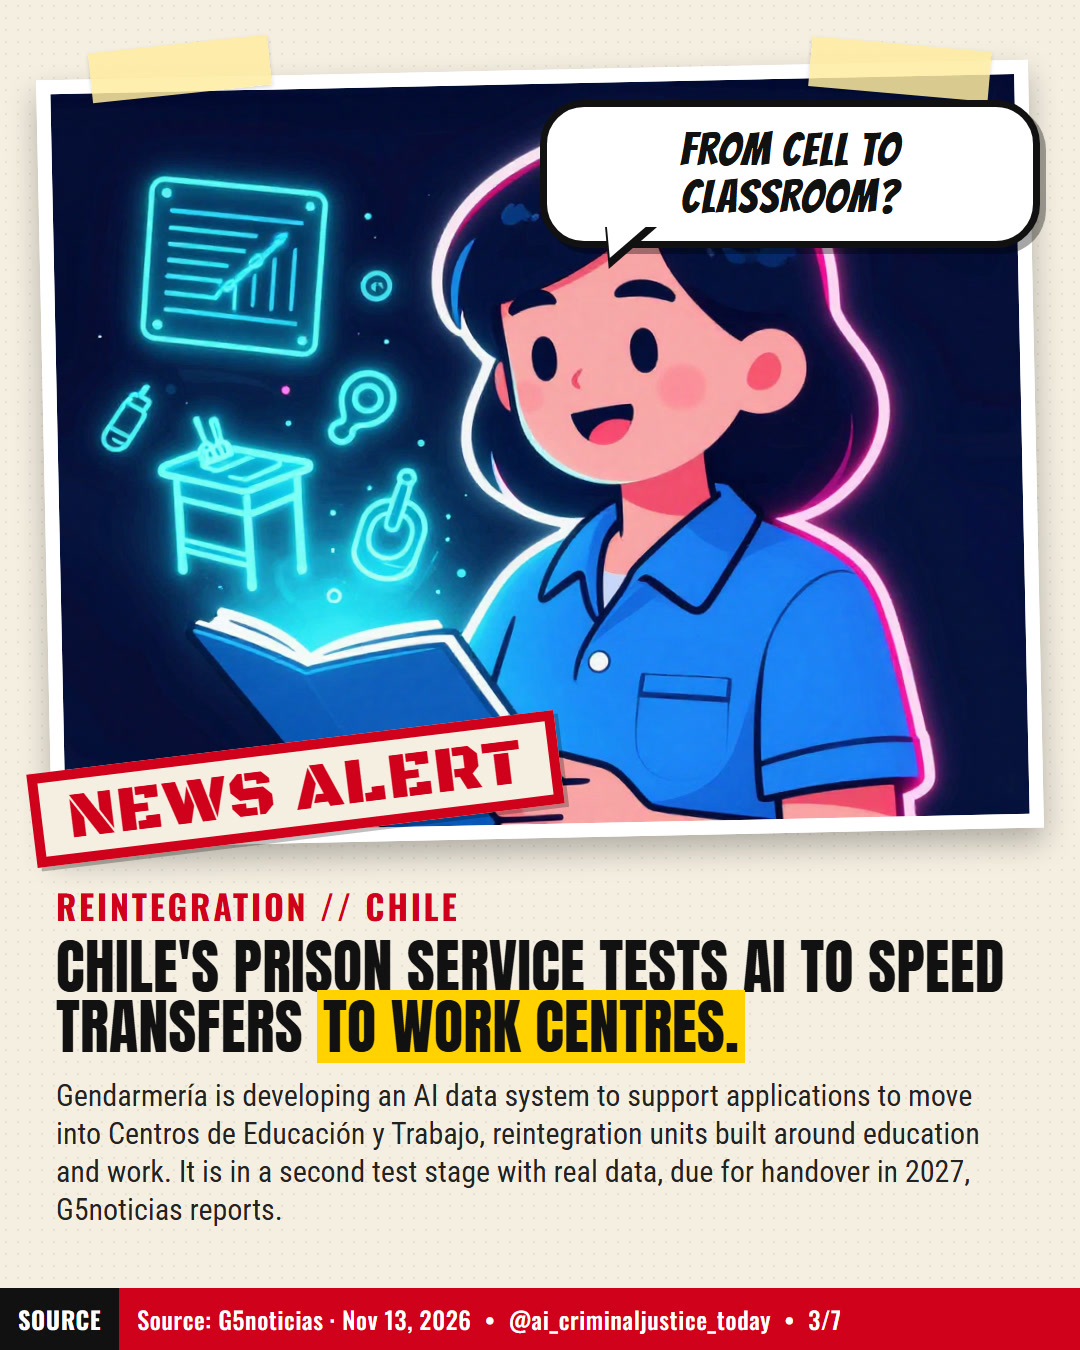 FROM CELL TO
CLASSROOM?
NEWS ALERT
REINTEGRATION // CHILE
CHILE'S PRISON SERVICE TESTS AI TO SPEED
TRANSFERS TO WORK CENTRES.
Gendarmería is developing an AI data system to support applications to move
into Centros de Educación y Trabajo, reintegration units built around education
and work. It is in a second test stage with real data, due for handover in 2027,
G5noticias reports.
SOURCE Source: G5noticias · Nov 13, 2026 • @ai_criminaljustice_today • 3/7